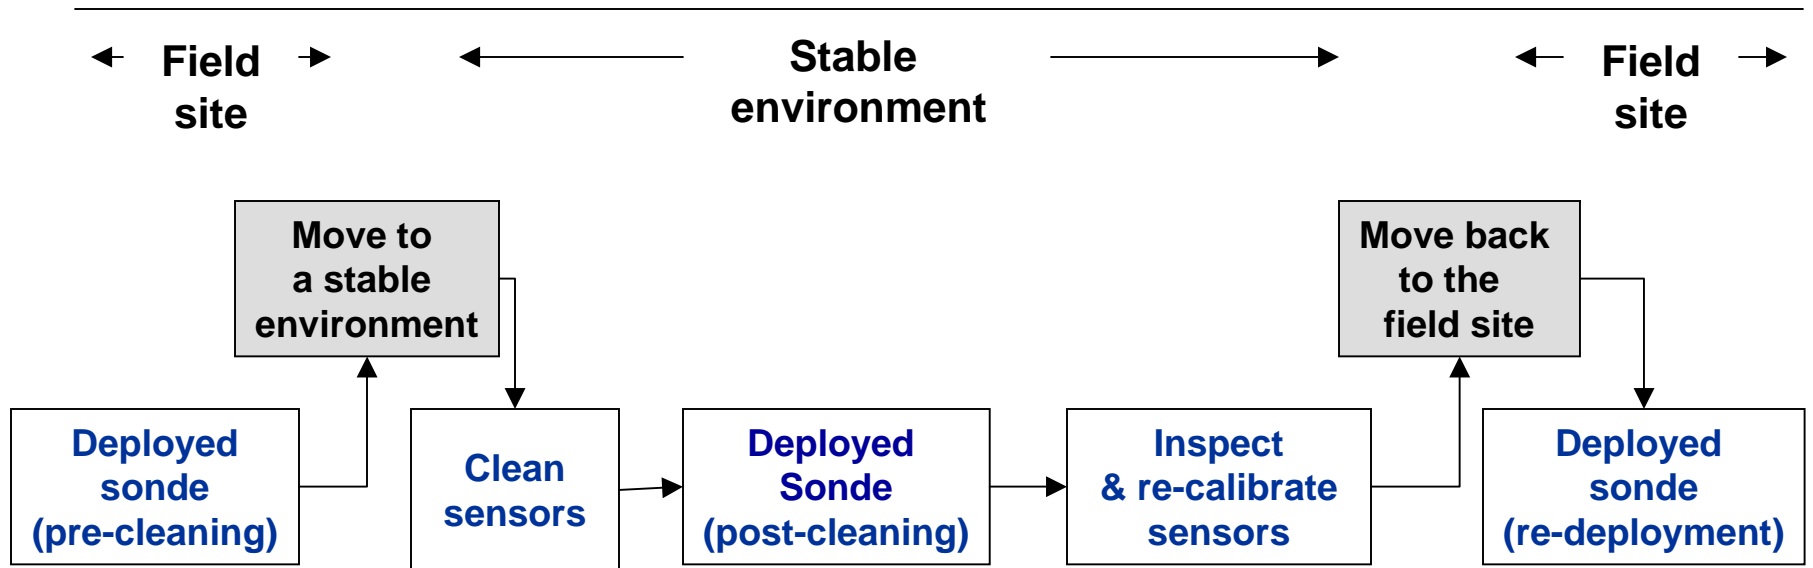 Field
site
Stable
environment
Field
site
Move to
a stable
environment
Move back
to the
field site
Deployed
sonde
(pre-cleaning)
Clean
sensors
Deployed
Sonde
(post-cleaning)
Inspect
& re-calibrate
sensors
Deployed
sonde
(re-deployment)